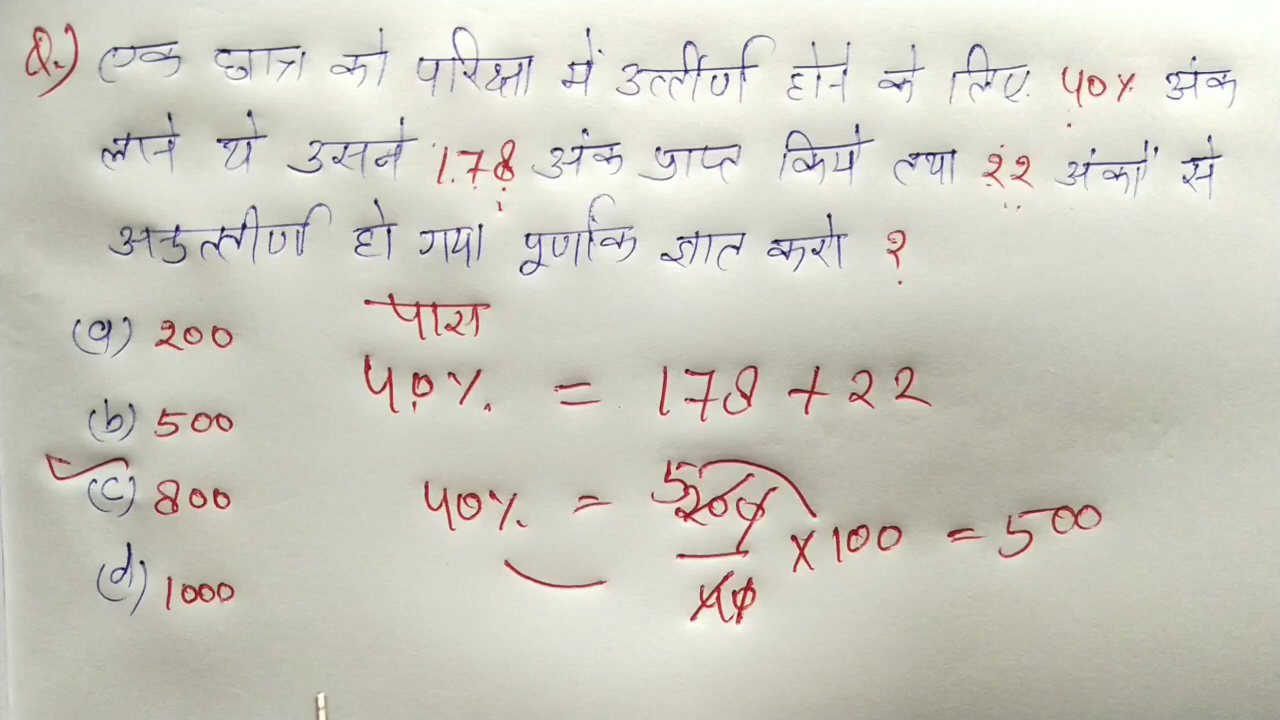 Q.) एक छात्र को परिक्षा में उत्तीर्ण होने के लिए 40% अंक
लाने थे उसने 178 अंक प्राप्त किये तथा 22 अंकों से
अनुत्तीर्ण हो गया पूर्णांक ज्ञात करो ?
(a) 200
(b) 500
(c) 800
(d) 1000
पास
40% = 178 + 22
40% = 5 200/40 × 100 = 500